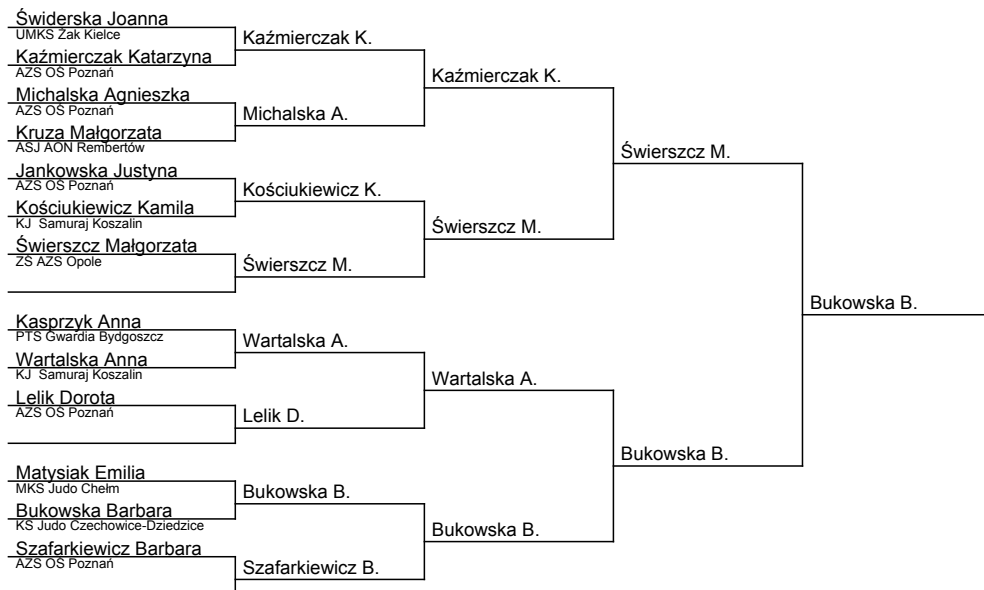 Świderska Joanna
UMKS Żak Kielce
Kaźmierczak K.
Kaźmierczak Katarzyna
AZS OŚ Poznań
Kaźmierczak K.
Michalska Agnieszka
AZS OŚ Poznań
Michalska A.
Kruza Małgorzata
ASJ AON Rembertów
Świerszcz M.
Jankowska Justyna
AZS OŚ Poznań
Kościukiewicz K.
Kościukiewicz Kamila
KJ Samuraj Koszalin
Świerszcz M.
Świerszcz Małgorzata
ZS AZS Opole
Świerszcz M.
Bukowska B.
Kasprzyk Anna
PTS Gwardia Bydgoszcz
Wartalska A.
Wartalska Anna
KJ Samuraj Koszalin
Wartalska A.
Lelik Dorota
AZS OŚ Poznań
Lelik D.
Bukowska B.
Matysiak Emilia
MKS Judo Chełm
Bukowska B.
Bukowska Barbara
KS Judo Czechowice-Dziedzice
Bukowska B.
Szafarkiewicz Barbara
AZS OŚ Poznań
Szafarkiewicz B.